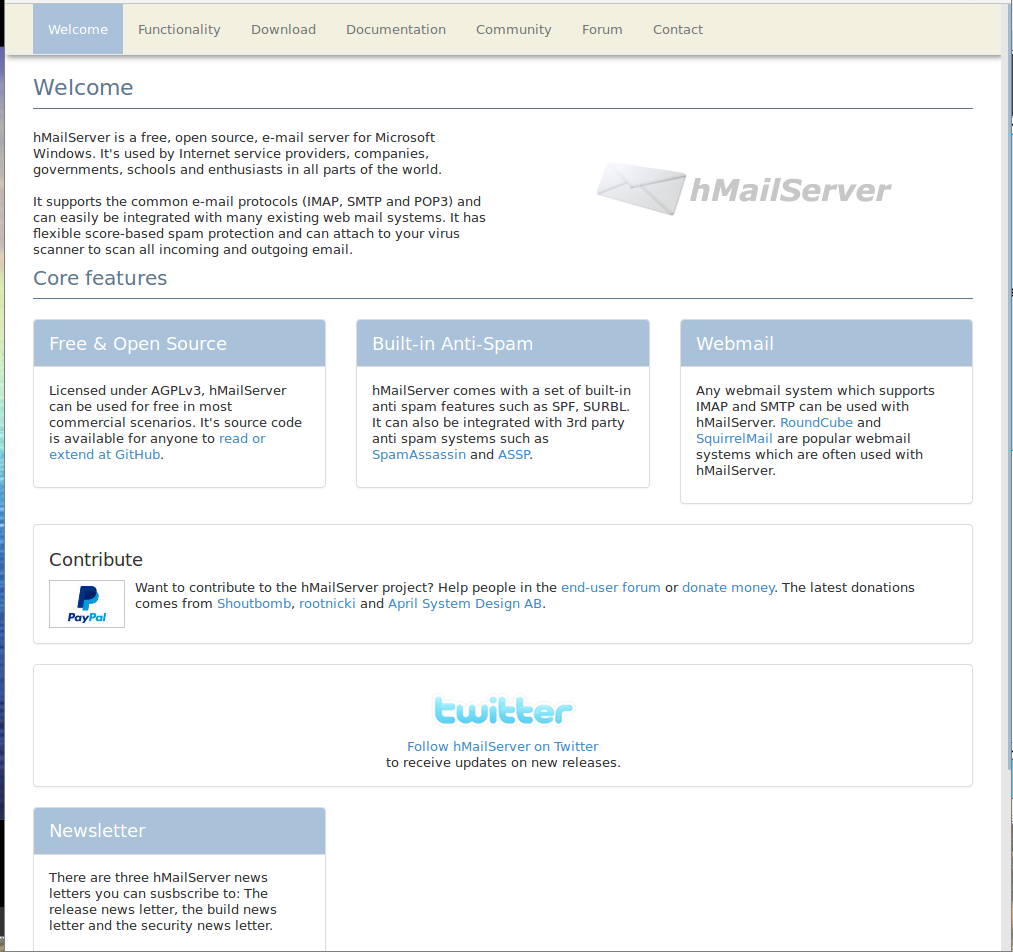 Welcome Functionality Download Documentation Community Forum Contact
Welcome
hMailServer is a free, open source, e-mail server for Microsoft
Windows. It's used by Internet service providers, companies,
governments, schools and enthusiasts in all parts of the world.
It supports the common e-mail protocols (IMAP, SMTP and POP3) and
can easily be integrated with many existing web mail systems. It has
flexible score-based spam protection and can attach to your virus
scanner to scan all incoming and outgoing email.
hMailServer
Core features
Free & Open Source
Licensed under AGPLv3, hMailServer
can be used for free in most
commercial scenarios. It's source code
is available for anyone to read or
extend at GitHub.
Built-in Anti-Spam
hMailServer comes with a set of built-in
anti spam features such as SPF, SURBL.
It can also be integrated with 3rd party
anti spam systems such as
SpamAssassin and ASSP.
Webmail
Any webmail system which supports
IMAP and SMTP can be used with
hMailServer. RoundCube and
SquirrelMail are popular webmail
systems which are often used with
hMailServer.
Contribute
PayPal
Want to contribute to the hMailServer project? Help people in the end-user forum or donate money. The latest donations
comes from Shoutbomb, rootnicki and April System Design AB.
twitter
Follow hMailServer on Twitter
to receive updates on new releases.
Newsletter
There are three hMailServer news
letters you can susbscribe to: The
release news letter, the build news
letter and the security news letter.